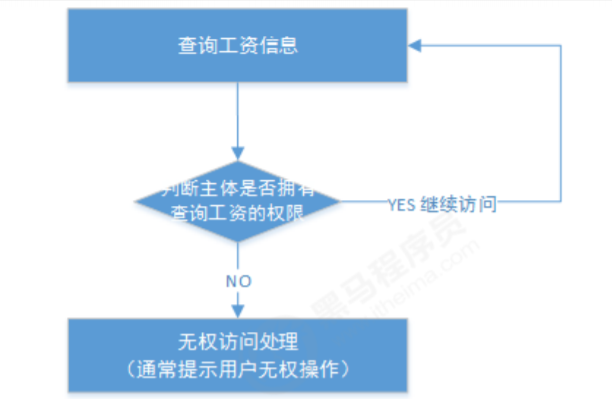 查询工资信息
判断主体是否拥有
查询工资的权限
YES 继续访问
NO
黑马程序员
www.itheima.com
无权访问处理
（通常提示用户无权操作）